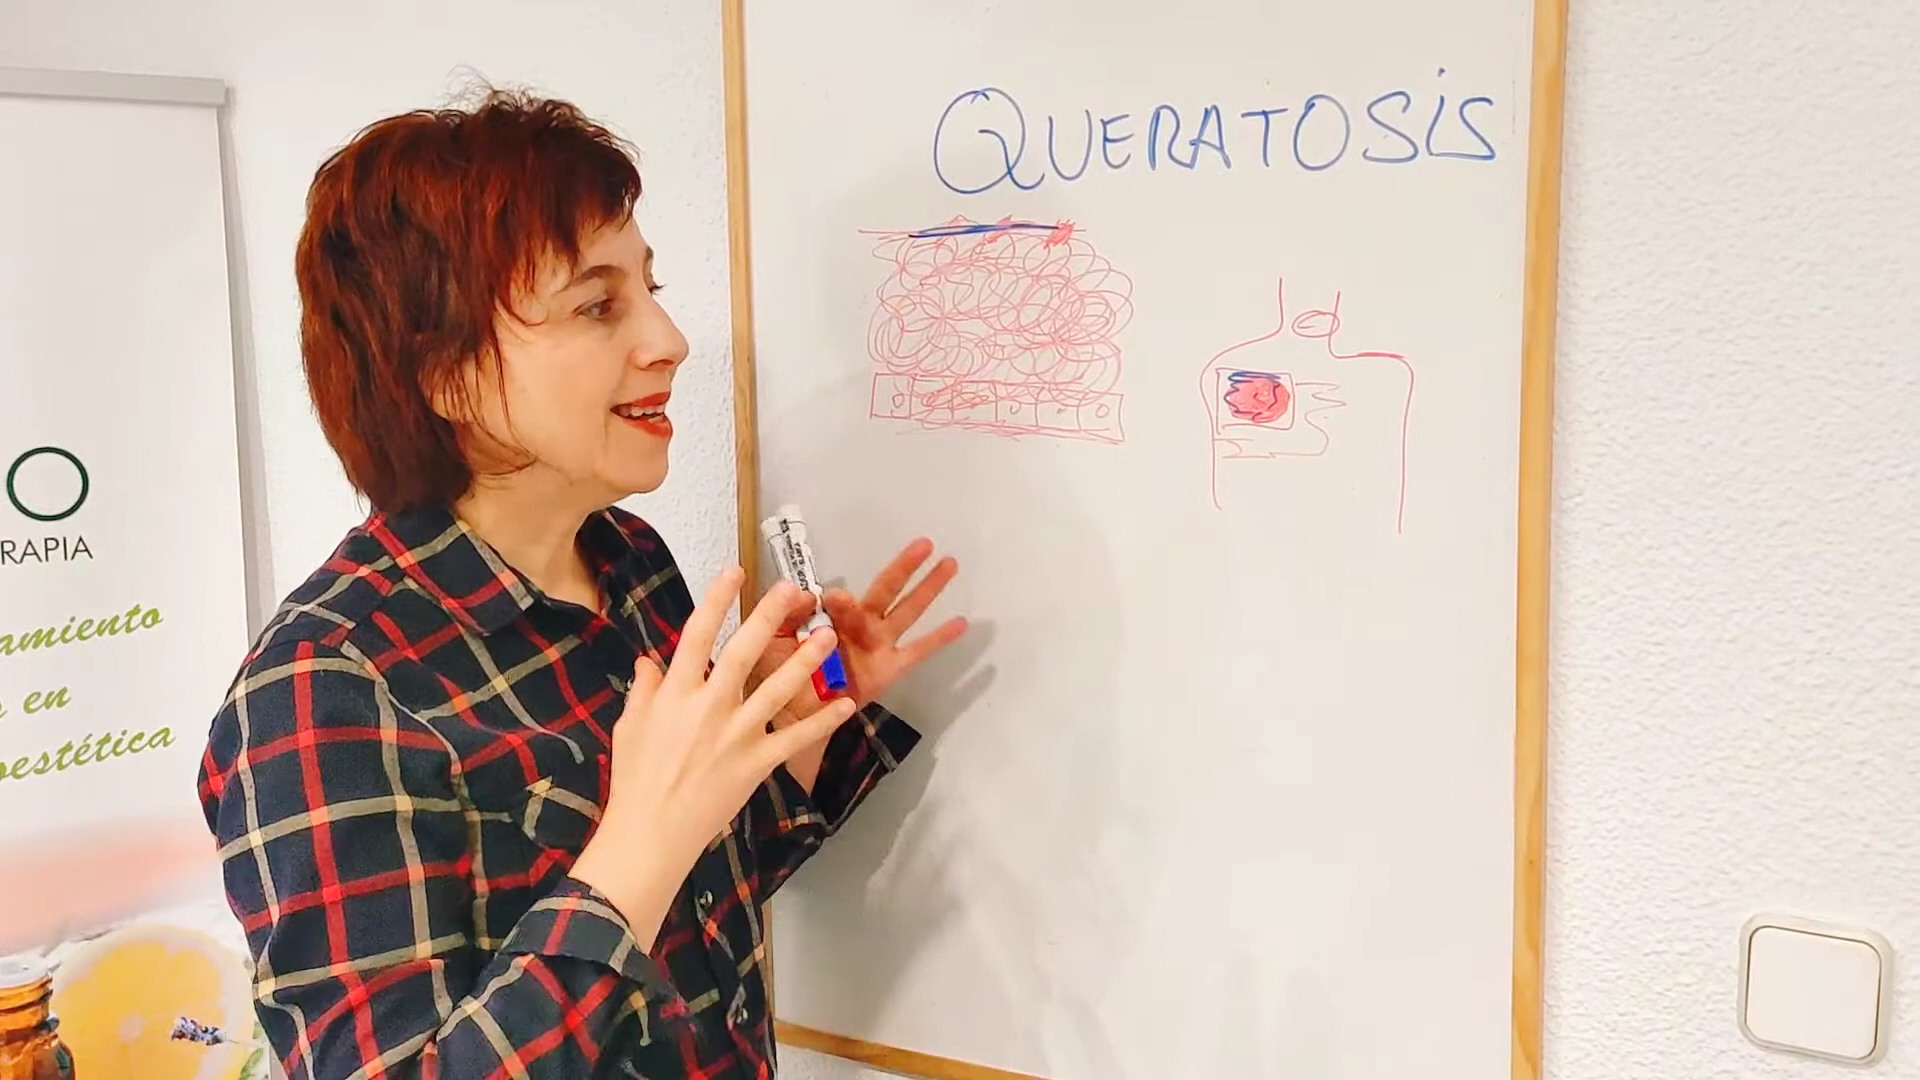 QUERATOSiS
O
RAPIA
amiento
en
estética